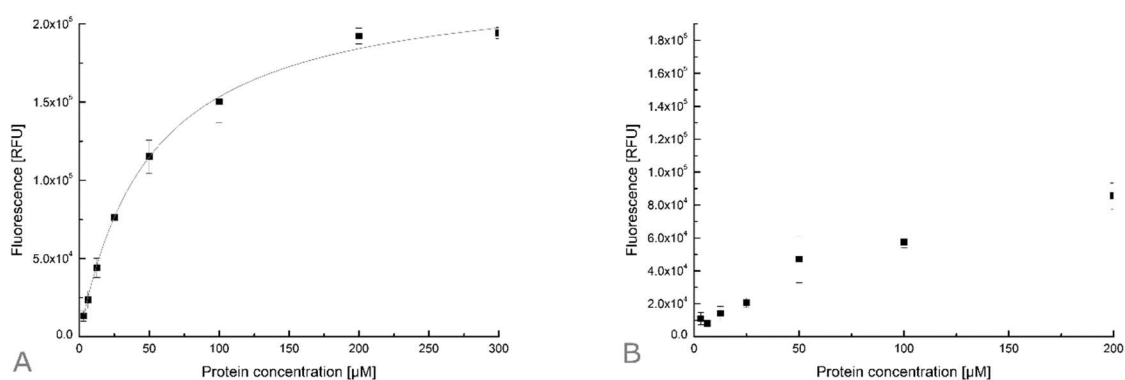 2.0x10⁵
1.5x10⁵
1.0x10⁵
5.0x10⁴
0.0
Fluorescence [RFU]
0 50 100 150 200 250 300
Protein concentration [µM]
A
1.8x10⁵
1.6x10⁵
1.4x10⁵
1.2x10⁵
1.0x10⁵
8.0x10⁴
6.0x10⁴
4.0x10⁴
2.0x10⁴
0.0
Fluorescence [RFU]
0 50 100 150 200
Protein concentration [µM]
B